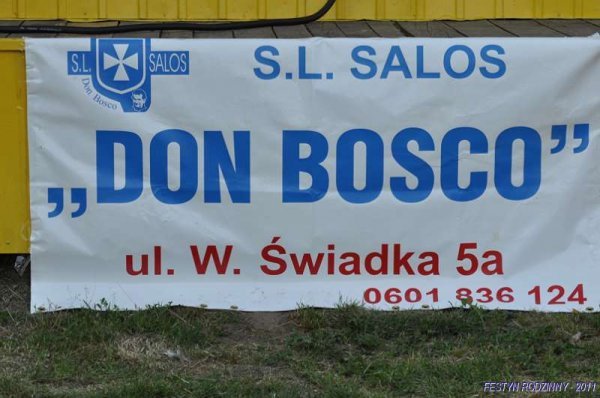 S.L. SALOS
Don Bosco
S.L. SALOS
„DON BOSCO”
ul. W. Świadka 5a
0601 836 124
FESTYN RODZINNY - 2011